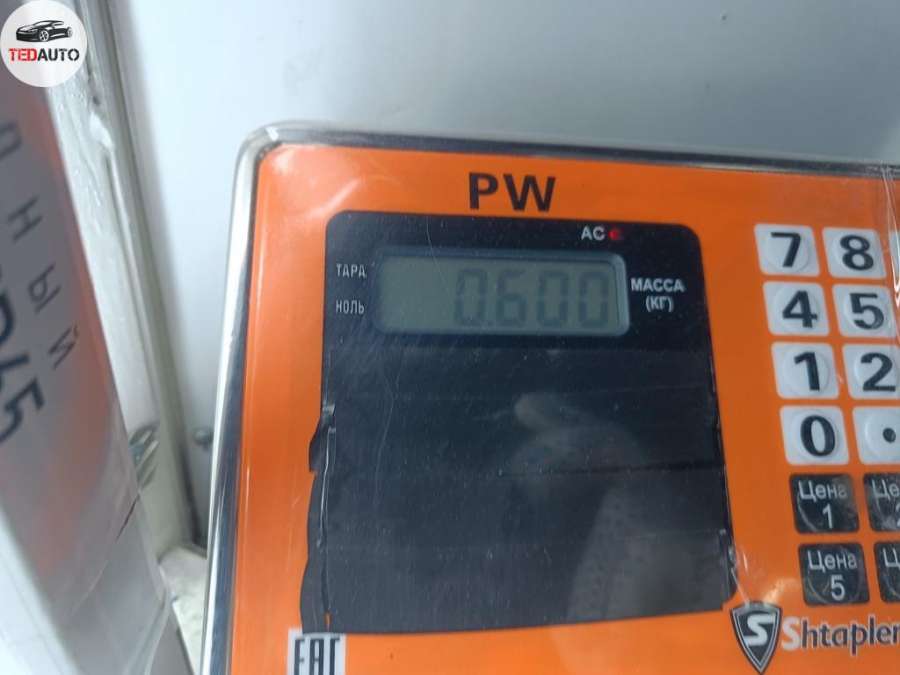 TEDAUTO
PW
AC
ТАРА
НОЛЬ
0.600
МАССА
(КГ)
7 8
4 5
1 2
0 •
Цена
1
Цена
5
S Shtapler
EAC
ный